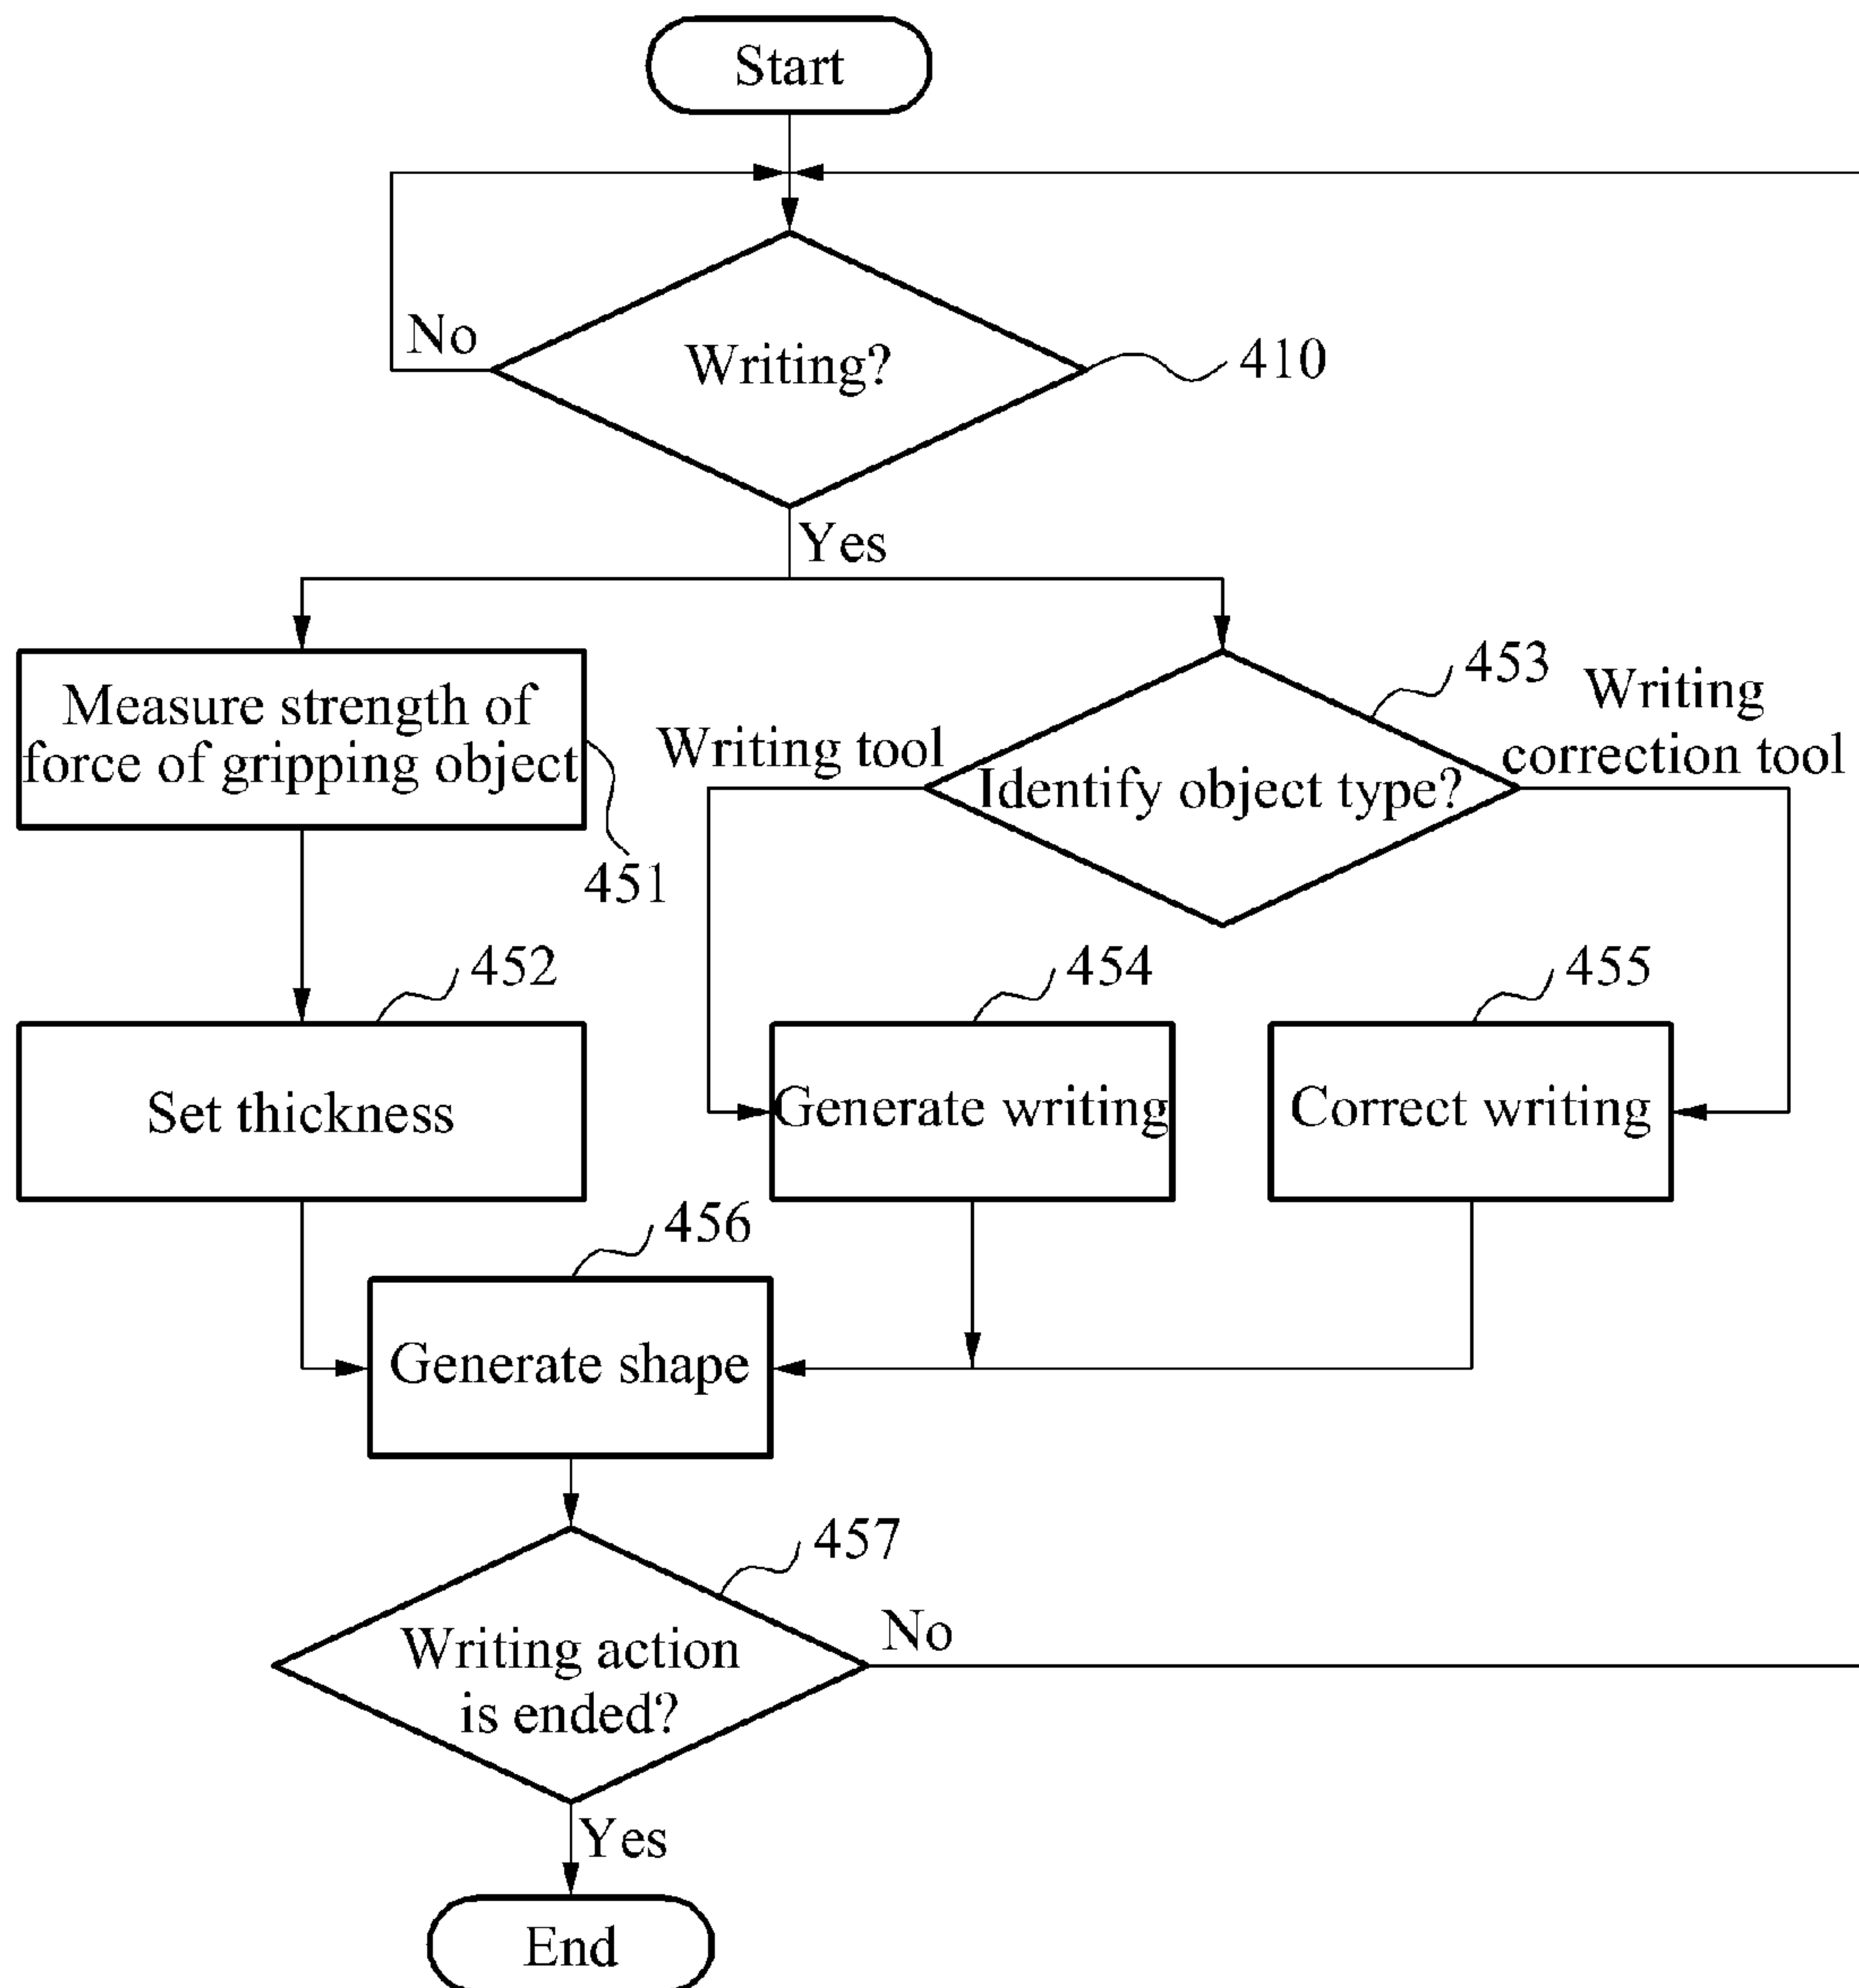 Start
No
Writing?
410
Yes
Measure strength of
force of gripping object
451
453
Writing tool
Identify object type?
Writing
correction tool
452
454
455
Set thickness
Generate writing
Correct writing
456
Generate shape
457
Writing action
is ended?
No
Yes
End